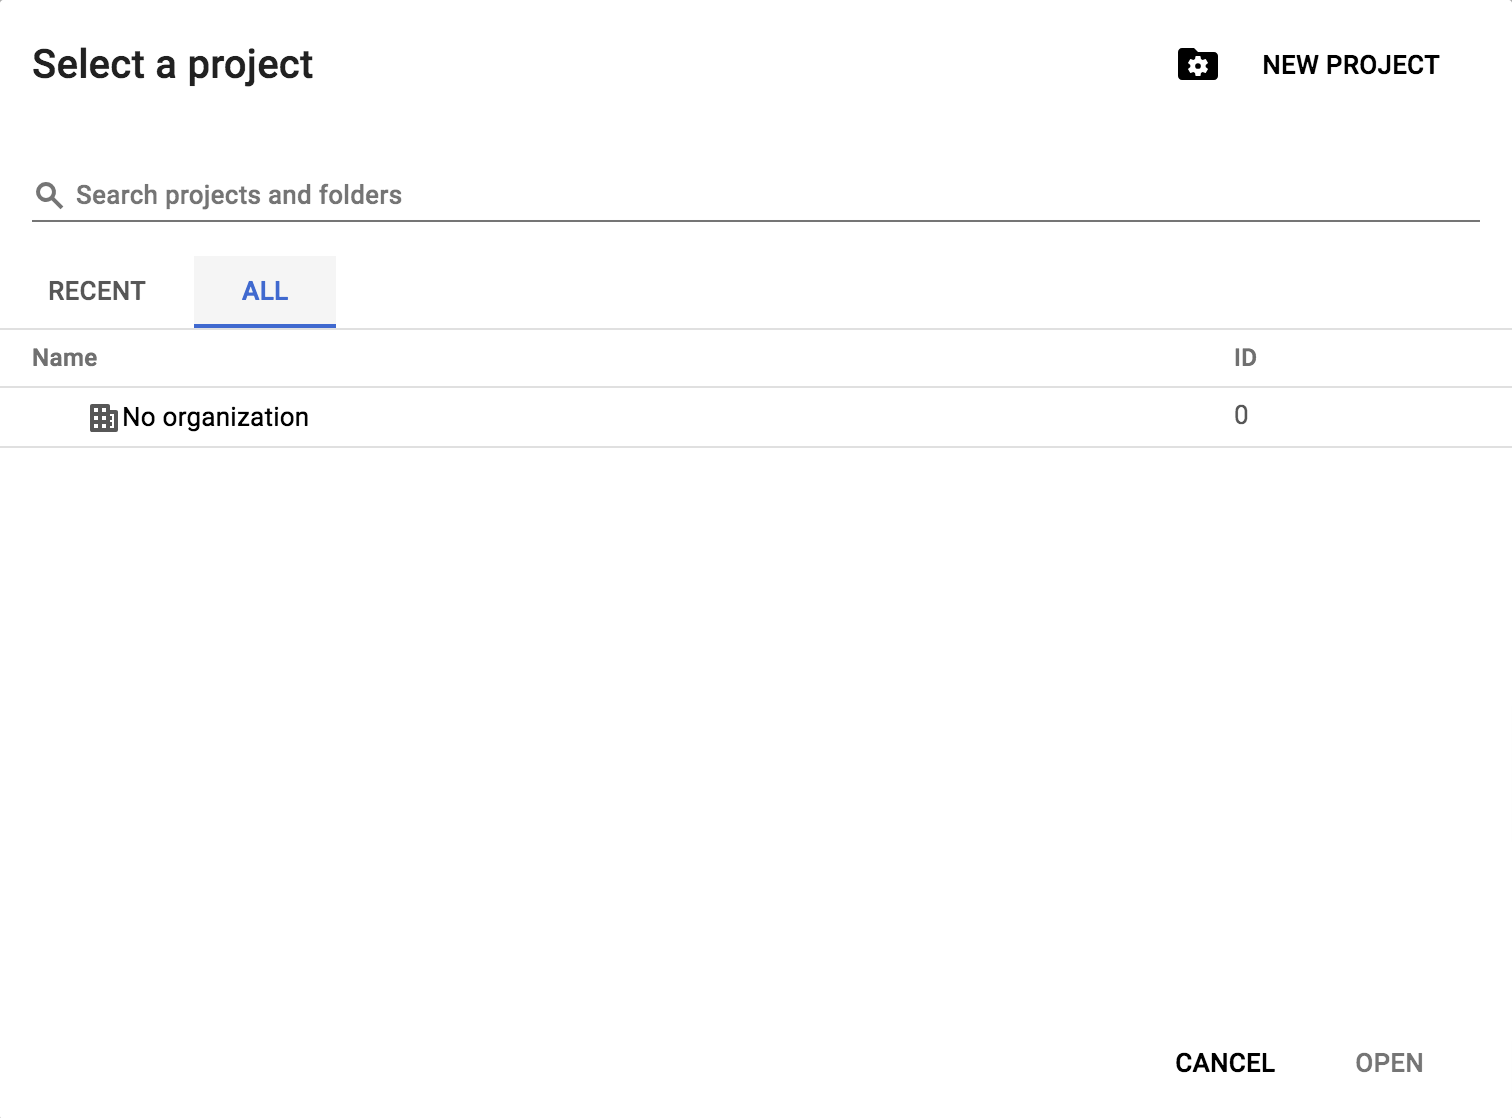 Select a project
NEW PROJECT
Search projects and folders
RECENT ALL
Name ID
No organization 0
CANCEL OPEN